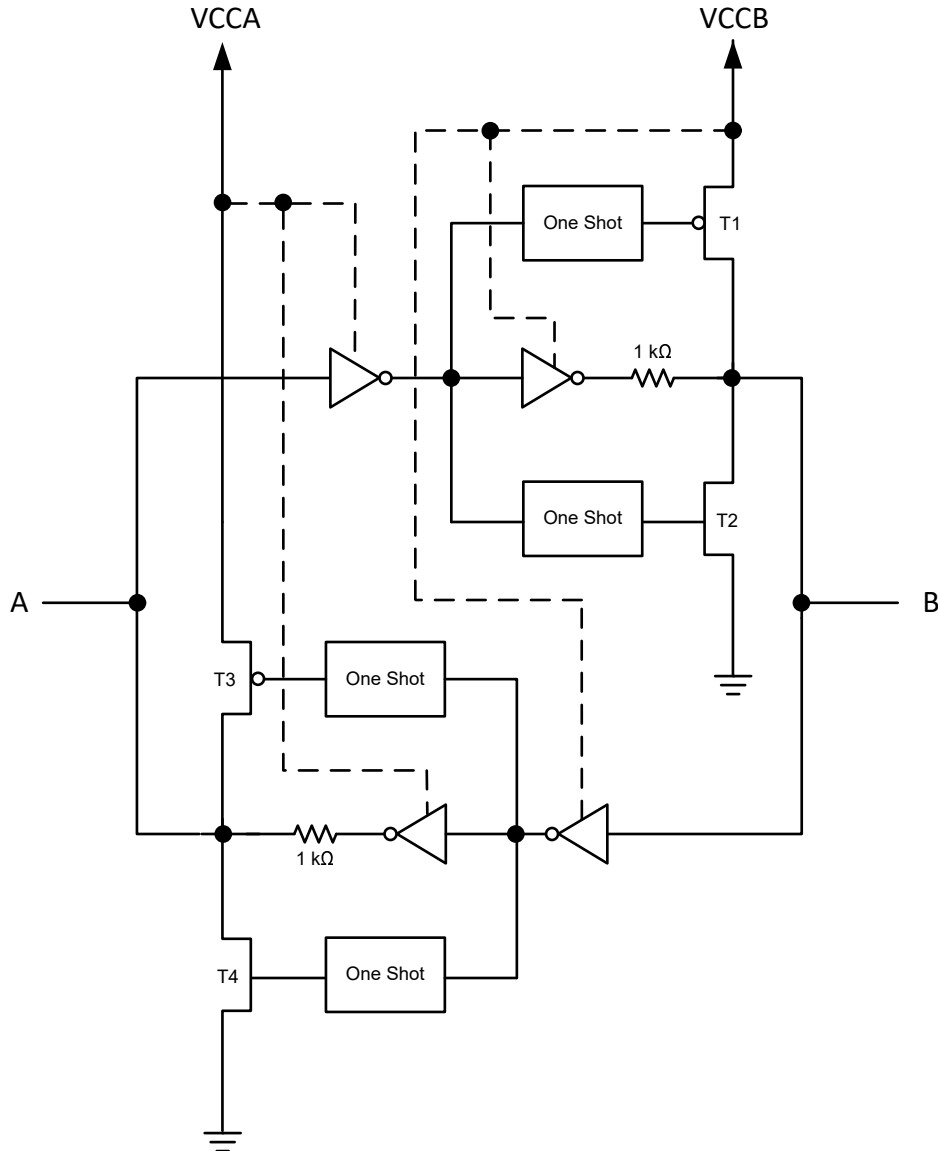 VCCA
VCCB
One Shot
T1
1 kΩ
One Shot
T2
A
B
T3
One Shot
1 kΩ
T4
One Shot